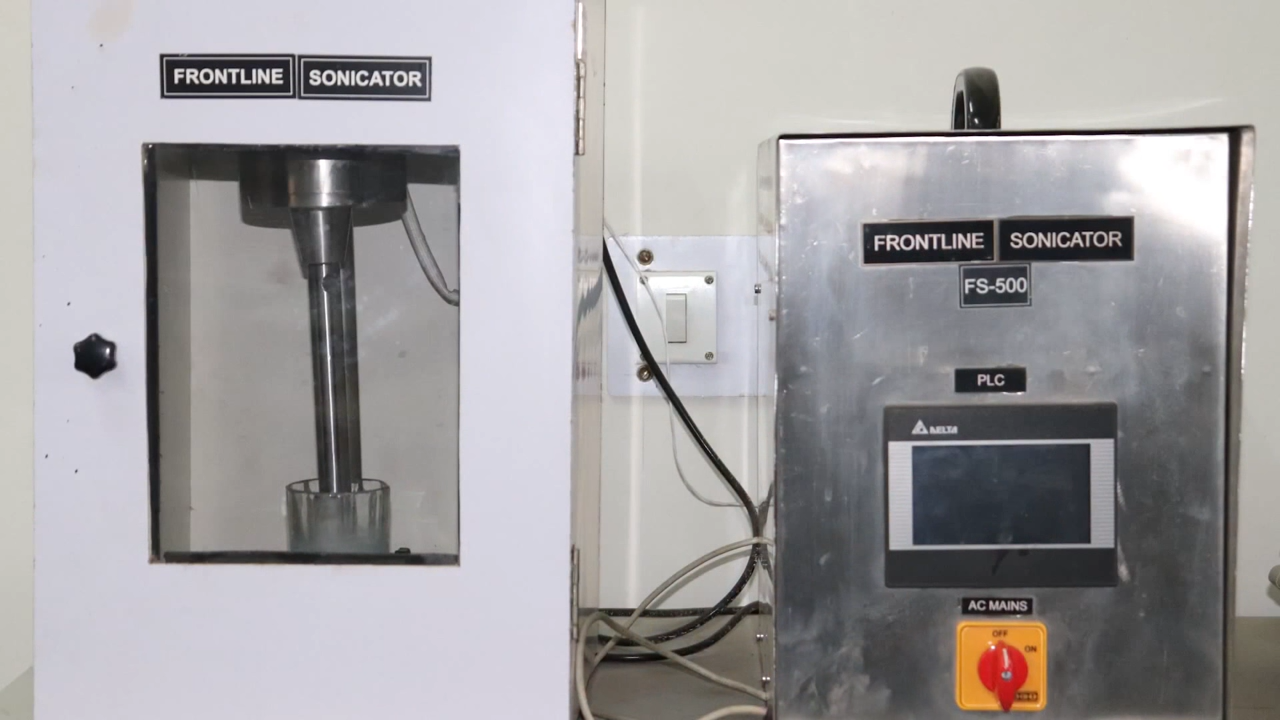 FRONTLINE SONICATOR
FRONTLINE SONICATOR
FS-500
PLC
DELTA
AC MAINS
OFF
ON